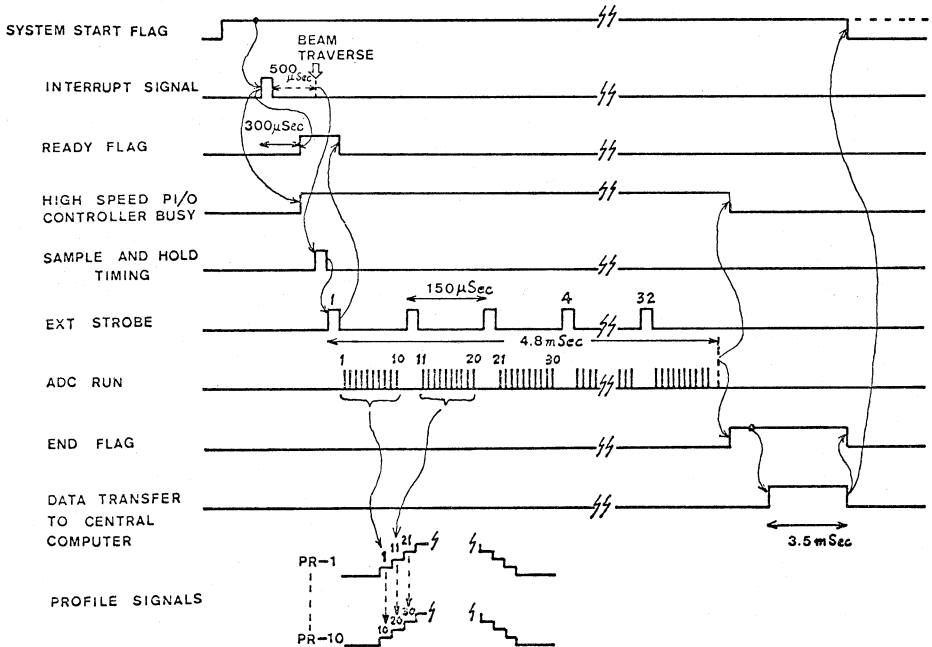 SYSTEM START FLAG
BEAM
TRAVERSE
500
μSec
INTERRUPT SIGNAL
300μSec
READY FLAG
HIGH SPEED PI/O
CONTROLLER BUSY
SAMPLE AND HOLD
TIMING
150μSec
1 4 32
EXT STROBE
4.8mSec
1 10 11 20 21 30
ADC RUN
END FLAG
DATA TRANSFER
TO CENTRAL
COMPUTER
3.5mSec
1 11 21
PR-1
PROFILE SIGNALS
10 20 30
PR-10